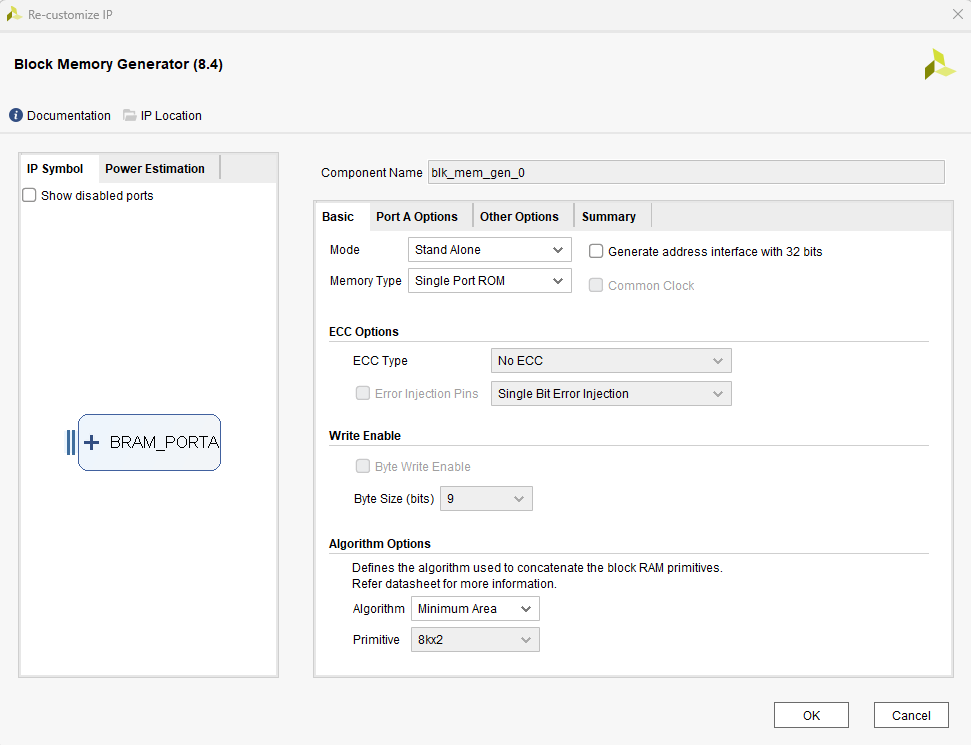 Re-customize IP
Block Memory Generator (8.4)
Documentation IP Location
IP Symbol Power Estimation
Show disabled ports
BRAM_PORTA
Component Name blk_mem_gen_0
Basic Port A Options Other Options Summary
Mode Stand Alone Generate address interface with 32 bits
Memory Type Single Port ROM Common Clock
ECC Options
ECC Type No ECC
Error Injection Pins Single Bit Error Injection
Write Enable
Byte Write Enable
Byte Size (bits) 9
Algorithm Options
Defines the algorithm used to concatenate the block RAM primitives.
Refer datasheet for more information.
Algorithm Minimum Area
Primitive 8kx2
OK Cancel